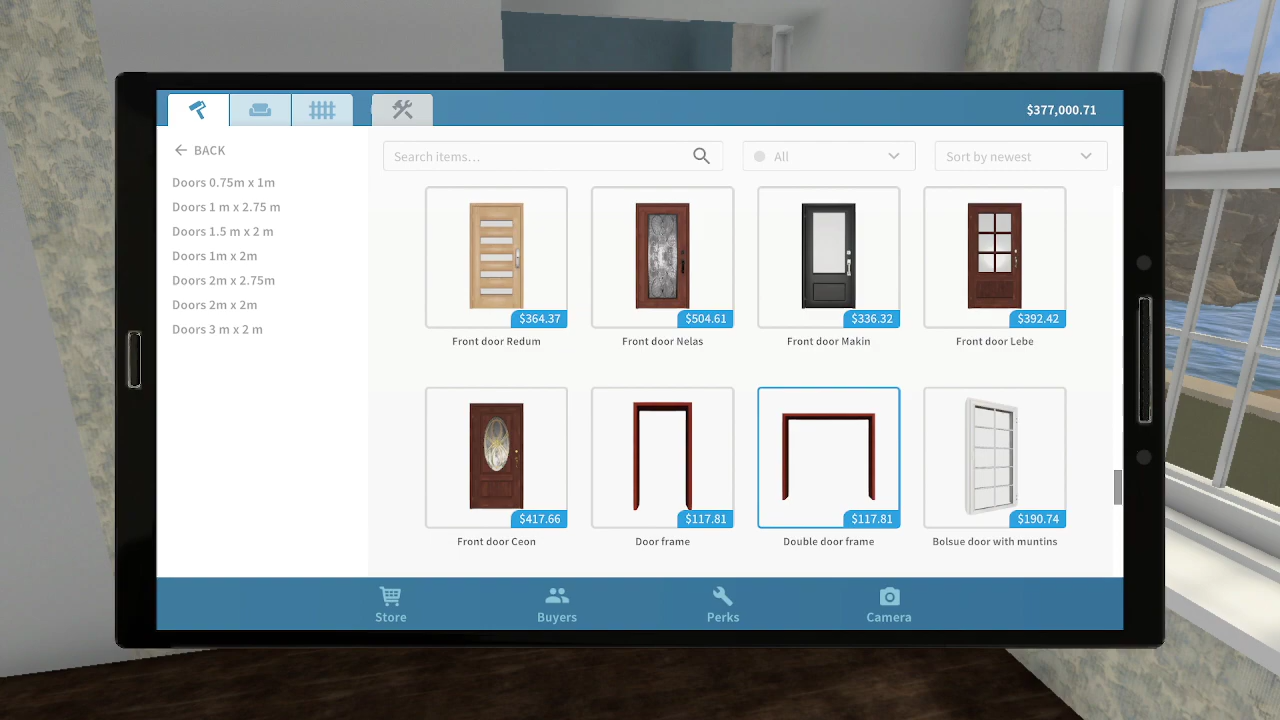 $377,000.71
BACK
Search items...
All
Sort by newest
Doors 0.75m x 1m
Doors 1 m x 2.75 m
Doors 1.5 m x 2 m
Doors 1m x 2m
Doors 2m x 2.75m
Doors 2m x 2m
Doors 3 m x 2 m
$364.37
$504.61
$336.32
$392.42
Front door Redum
Front door Nelas
Front door Makin
Front door Lebe
$417.66
$117.81
$117.81
$190.74
Front door Ceon
Door frame
Double door frame
Bolsue door with muntins
Store
Buyers
Perks
Camera